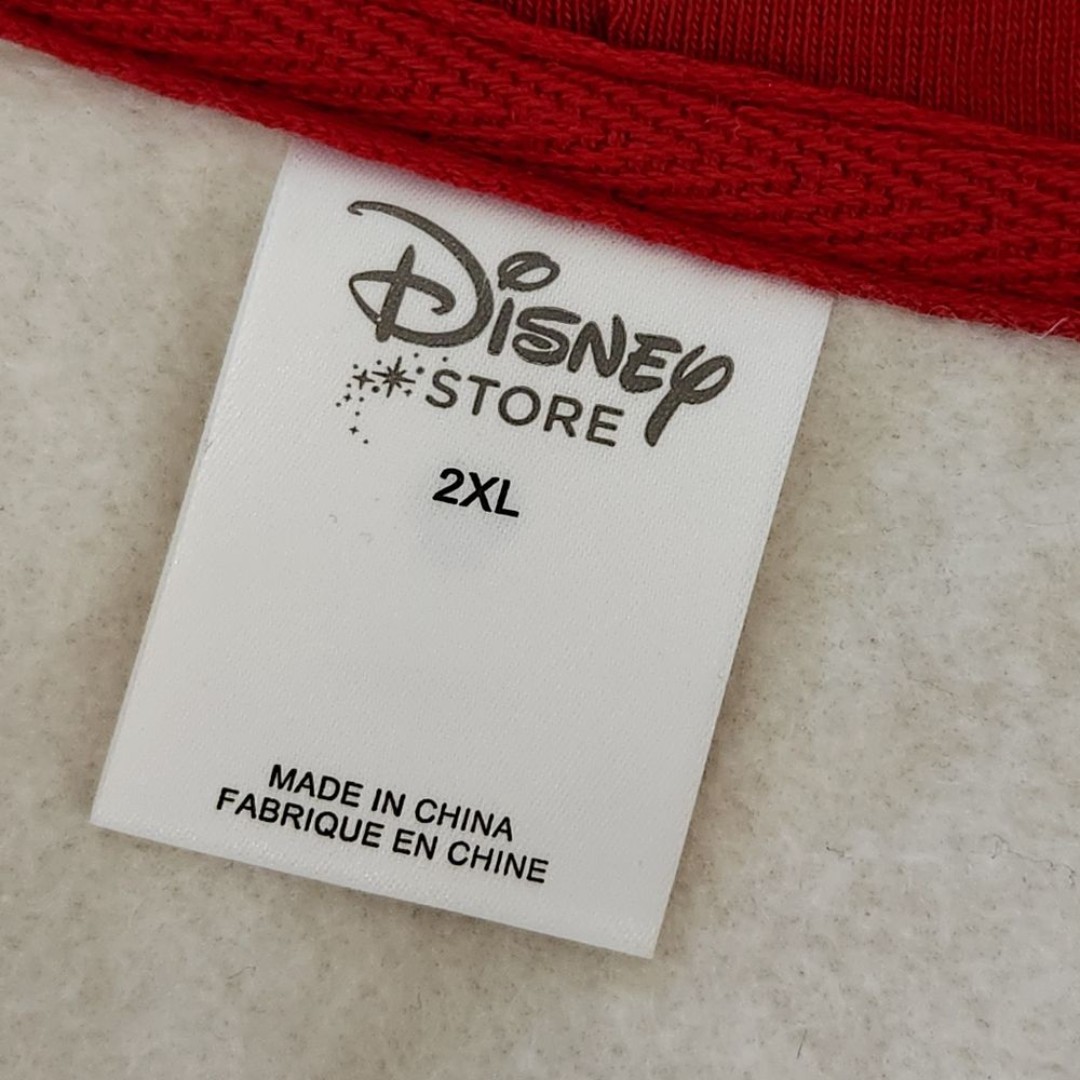 Disney
STORE
2XL
MADE IN CHINA
FABRIQUE EN CHINE